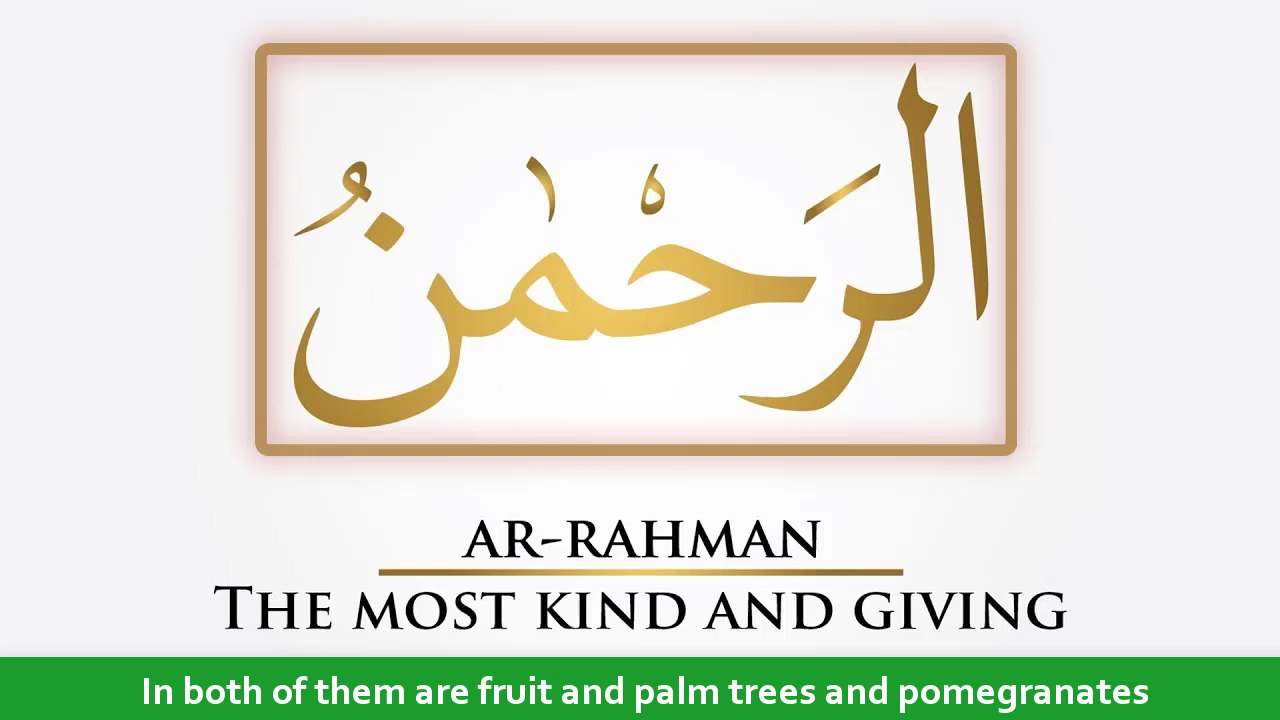 الرَحْمٰنُ
AR-RAHMAN
THE MOST KIND AND GIVING
In both of them are fruit and palm trees and pomegranates